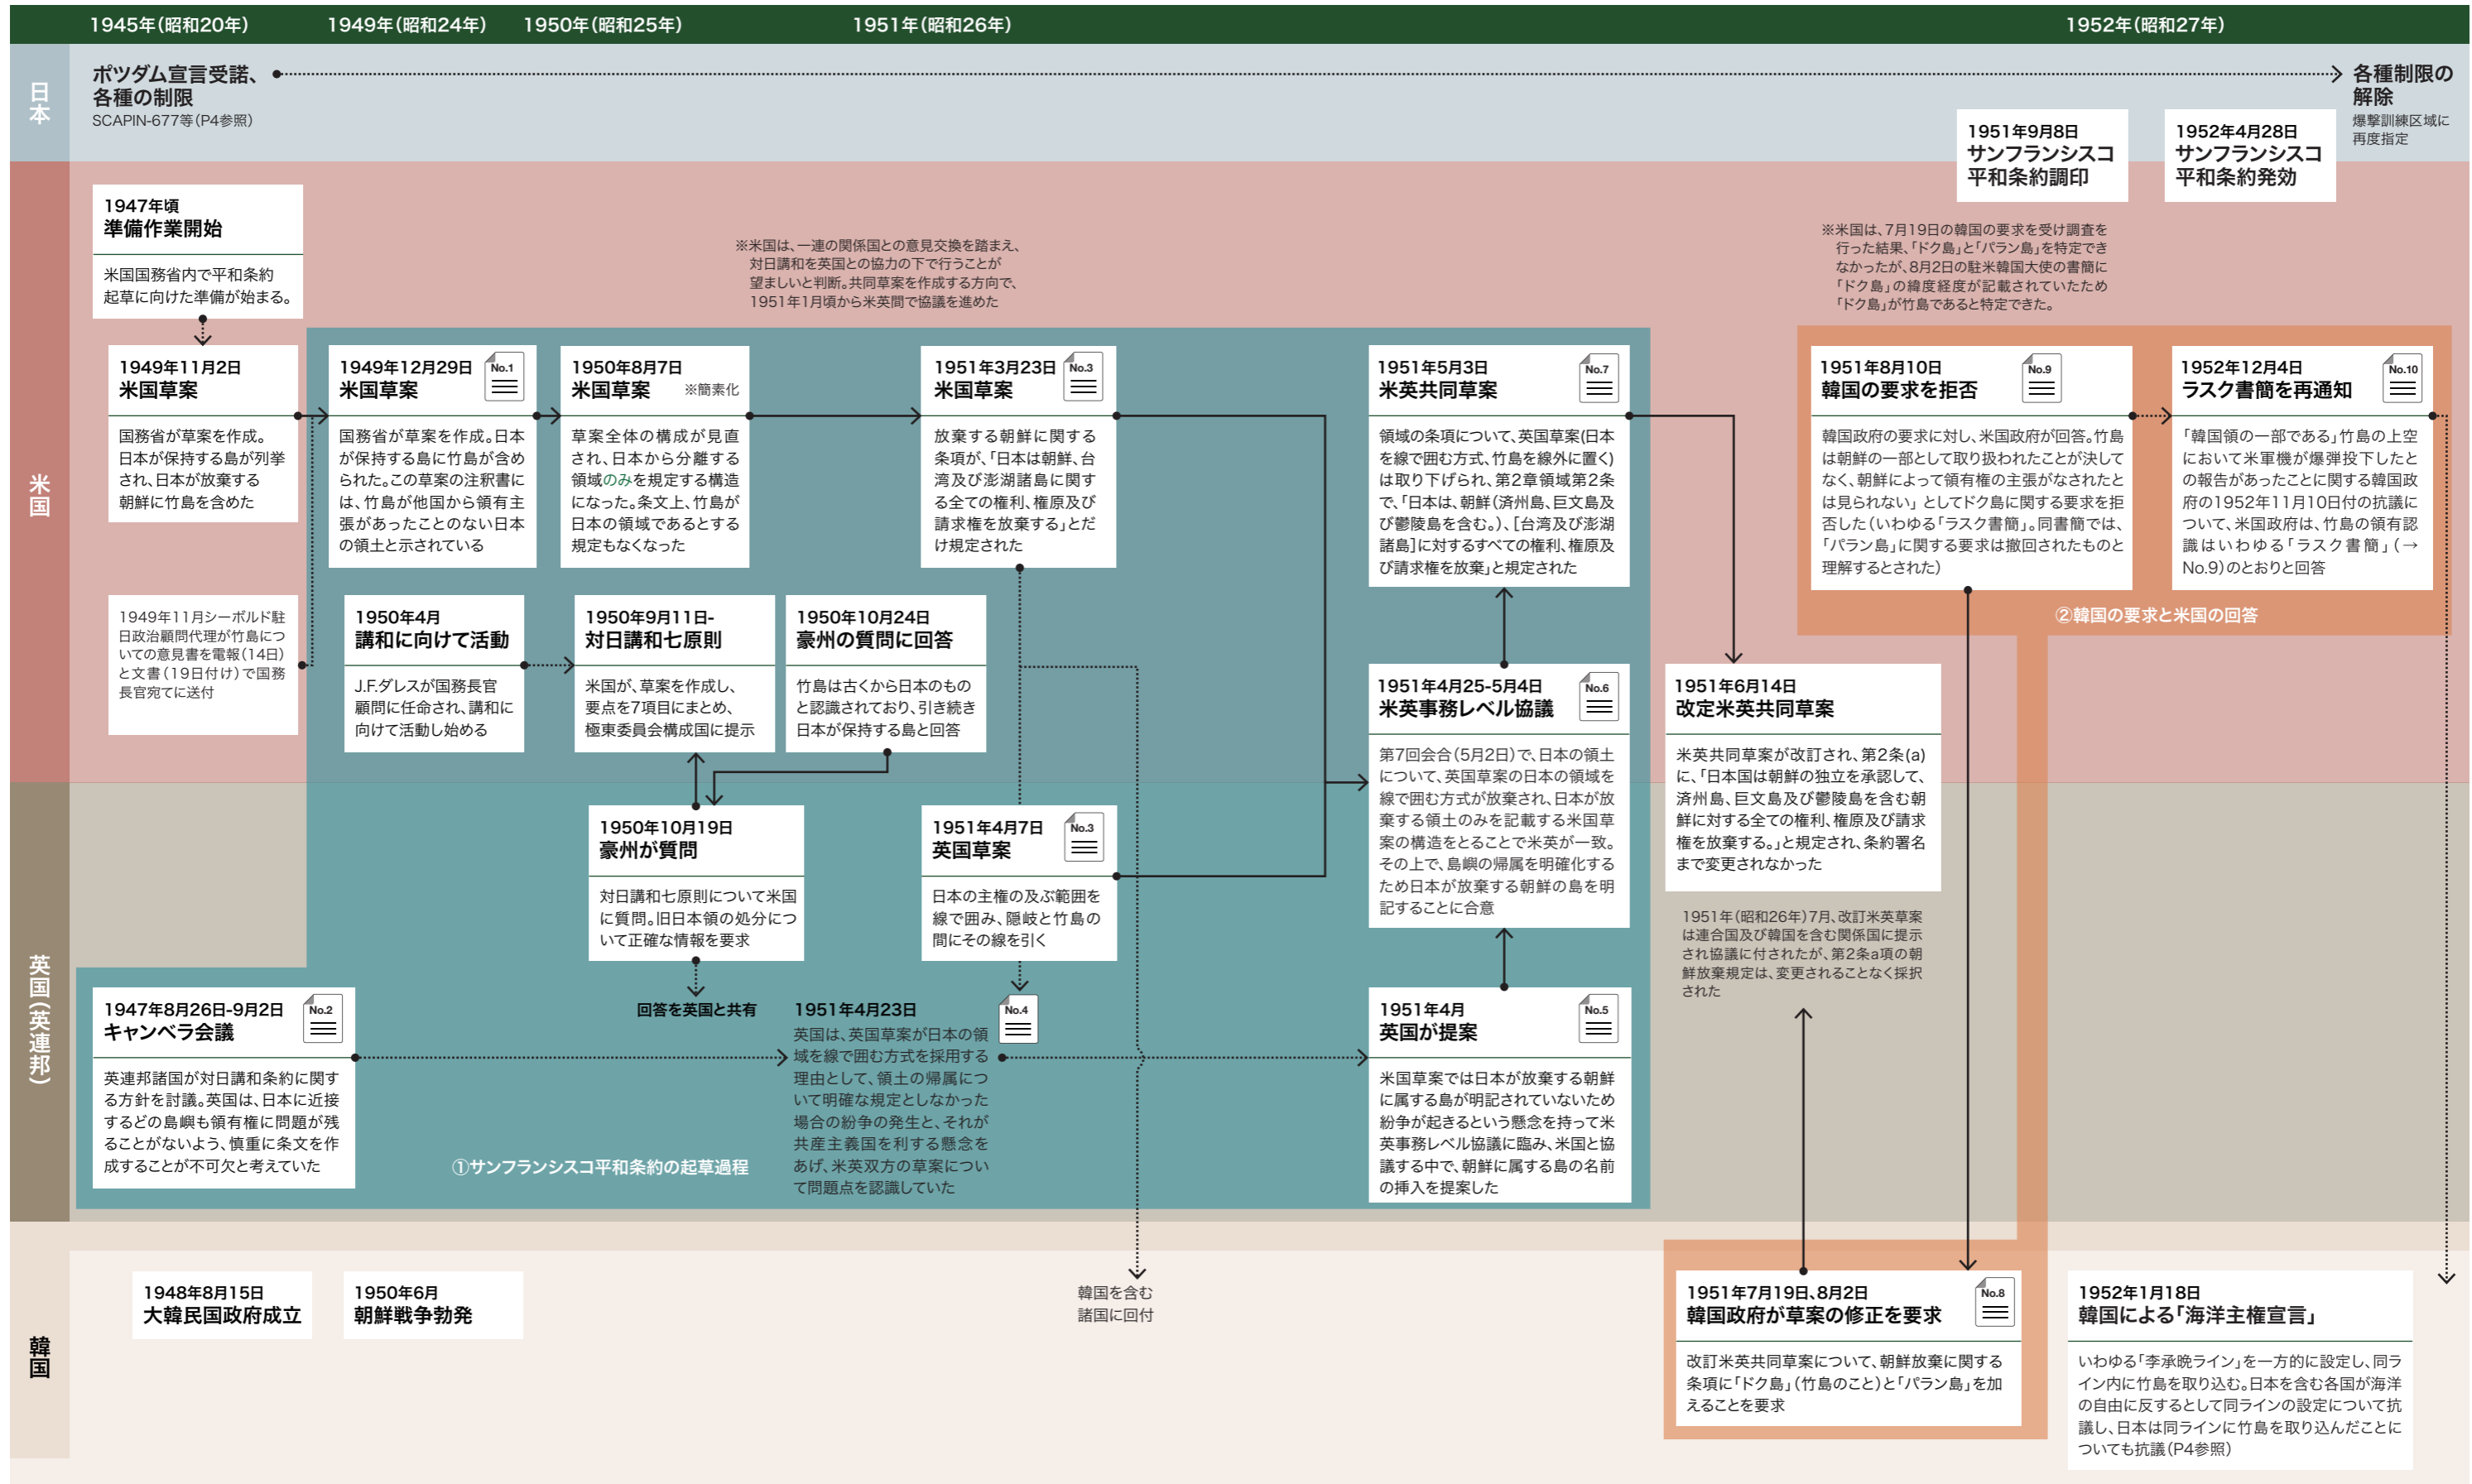 1945年(昭和20年)
1949年(昭和24年)
1950年(昭和25年)
1951年(昭和26年)
1952年(昭和27年)
日本
ポツダム宣言受諾、
各種の制限
SCAPIN-677等(P4参照)
各種制限の
解除
爆撃訓練区域に
再度指定
1951年9月8日
サンフランシスコ
平和条約調印
1952年4月28日
サンフランシスコ
平和条約発効
米国
1947年頃
準備作業開始
米国国務省内で平和条約
起草に向けた準備が始まる。
※米国は、一連の関係国との意見交換を踏まえ、
対日講和を英国との協力の下で行うことが
望ましいと判断。共同草案を作成する方向で、
1951年1月頃から米英間で協議を進めた
※米国は、7月19日の韓国の要求を受け調査を
行った結果、「ドク島」と「パラン島」を特定でき
なかったが、8月2日の駐米韓国大使の書簡に
「ドク島」の緯度経度が記載されていたため
「ドク島」が竹島であると特定できた。
1949年11月2日
米国草案
国務省が草案を作成。
日本が保持する島が列挙
され、日本が放棄する
朝鮮に竹島を含めた
1949年12月29日
米国草案
No.1
国務省が草案を作成。日本
が保持する島に竹島が含め
られた。この草案の注釈書に
は、竹島が他国から領有主
張があったことのない日本
の領土と示されている
1950年8月7日
米国草案 ※簡素化
草案全体の構成が見直
され、日本から分離する
領域のみを規定する構造
になった。条文上、竹島が
日本の領域であるとする
規定もなくなった
1951年3月23日
米国草案
No.3
放棄する朝鮮に関する
条項が、「日本は朝鮮、台
湾及び澎湖諸島に関す
る全ての権利、権原及び
請求権を放棄する」とだ
け規定された
1951年5月3日
米英共同草案
No.7
領域の条項について、英国草案(日本
を線で囲む方式、竹島を線外に置く)
は取り下げられ、第2章領域第2条
で、「日本は、朝鮮(済州島、巨文島及
び鬱陵島を含む。)、[台湾及び澎湖
諸島]に対するすべての権利、権原及
び請求権を放棄」と規定された
1951年8月10日
韓国の要求を拒否
No.9
韓国政府の要求に対し、米国政府が回答。竹島
は朝鮮の一部として取り扱われたことが決して
なく、朝鮮によって領有権の主張がなされたと
は見られない」としてドク島に関する要求を拒
否した(いわゆる「ラスク書簡」。同書簡では、
「パラン島」に関する要求は撤回されたものと
理解するとされた)
1952年12月4日
ラスク書簡を再通知
No.10
「韓国領の一部である」竹島の上空
において米軍機が爆弾投下したと
の報告があったことに関する韓国政
府の1952年11月10日付の抗議に
ついて、米国政府は、竹島の領有認
識はいわゆる「ラスク書簡」(→
No.9)のとおりと回答
②韓国の要求と米国の回答
1949年11月シーボルド駐
日政治顧問代理が竹島につ
いての意見書を電報(14日)
と文書(19日付け)で国務
長官宛てに送付
1950年4月
講和に向けて活動
J.F.ダレスが国務長官
顧問に任命され、講和に
向けて活動し始める
1950年9月11日-
対日講和七原則
米国が、草案を作成し、
要点を7項目にまとめ、
極東委員会構成国に提示
1950年10月24日
豪州の質問に回答
竹島は古くから日本のもの
と認識されており、引き続き
日本が保持する島と回答
1951年4月25-5月4日
米英事務レベル協議
No.6
第7回会合(5月2日)で、日本の領土
について、英国草案の日本の領域を
線で囲む方式が放棄され、日本が放
棄する領土のみを記載する米国草
案の構造をとることで米英が一致。
その上で、島嶼の帰属を明確化する
ため日本が放棄する朝鮮の島を明
記することに合意
1951年6月14日
改定米英共同草案
米英共同草案が改訂され、第2条(a)
に、「日本国は朝鮮の独立を承認して、
済州島、巨文島及び鬱陵島を含む朝
鮮に対する全ての権利、権原及び請求
権を放棄する。」と規定され、条約署名
まで変更されなかった
1951年(昭和26年)7月、改訂米英草案
は連合国及び韓国を含む関係国に提示
され協議に付されたが、第2条a項の朝
鮮放棄規定は、変更されることなく採択
された
英国(英連邦)
1950年10月19日
豪州が質問
対日講和七原則について米国
に質問。旧日本領の処分につ
いて正確な情報を要求
回答を英国と共有
1951年4月7日
英国草案
No.3
日本の主権の及ぶ範囲を
線で囲み、隠岐と竹島の
間にその線を引く
1947年8月26日-9月2日
キャンベラ会議
No.2
英連邦諸国が対日講和条約に関す
る方針を討議。英国は、日本に近接
するどの島嶼も領有権に問題が残
ることがないよう、慎重に条文を作
成することが不可欠と考えていた
①サンフランシスコ平和条約の起草過程
1951年4月23日
No.4
英国は、英国草案が日本の領
域を線で囲む方式を採用する
理由として、領土の帰属につ
いて明確な規定としなかった
場合の紛争の発生と、それが
共産主義国を利する懸念を
あげ、米英双方の草案につい
て問題点を認識していた
1951年4月
英国が提案
No.5
米国草案では日本が放棄する朝鮮
に属する島が明記されていないため
紛争が起きるという懸念を持って米
英事務レベル協議に臨み、米国と協
議する中で、朝鮮に属する島の名前
の挿入を提案した
韓国
1948年8月15日
大韓民国政府成立
1950年6月
朝鮮戦争勃発
韓国を含む
諸国に回付
1951年7月19日、8月2日
韓国政府が草案の修正を要求
No.8
改訂米英共同草案について、朝鮮放棄に関する
条項に「ドク島」(竹島のこと)と「パラン島」を加
えることを要求
1952年1月18日
韓国による「海洋主権宣言」
いわゆる「李承晩ライン」を一方的に設定し、同ラ
イン内に竹島を取り込む。日本を含む各国が海洋
の自由に反するとして同ラインの設定について抗
議し、日本は同ラインに竹島を取り込んだことに
ついても抗議(P4参照)